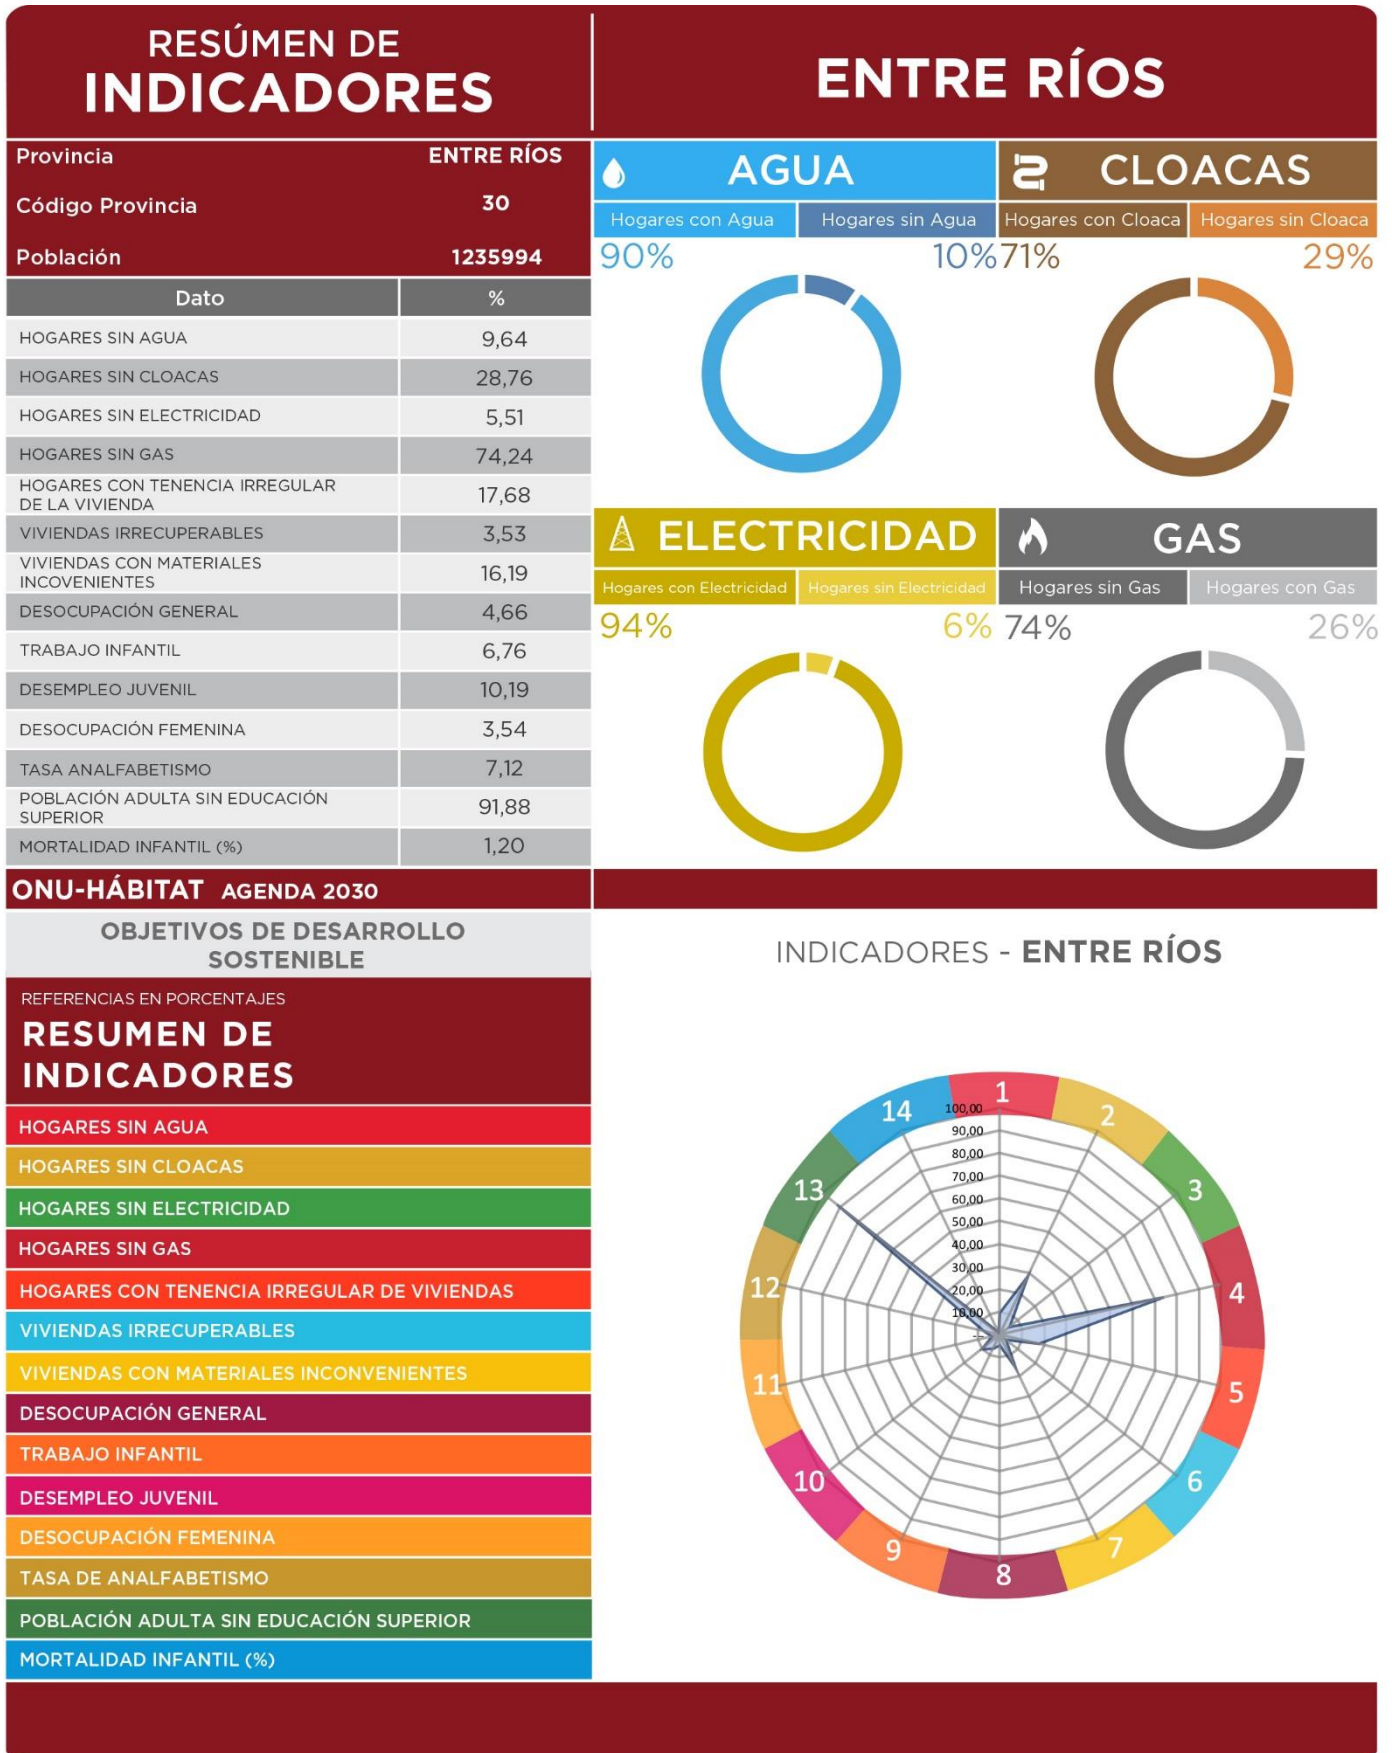 RESÚMEN DE
INDICADORES
ENTRE RÍOS
Provincia ENTRE RÍOS
Código Provincia 30
Población 1235994
Dato %
HOGARES SIN AGUA 9,64
HOGARES SIN CLOACAS 28,76
HOGARES SIN ELECTRICIDAD 5,51
HOGARES SIN GAS 74,24
HOGARES CON TENENCIA IRREGULAR
DE LA VIVIENDA 17,68
VIVIENDAS IRRECUPERABLES 3,53
VIVIENDAS CON MATERIALES
INCOVENIENTES 16,19
DESOCUPACIÓN GENERAL 4,66
TRABAJO INFANTIL 6,76
DESEMPLEO JUVENIL 10,19
DESOCUPACIÓN FEMENINA 3,54
TASA ANALFABETISMO 7,12
POBLACIÓN ADULTA SIN EDUCACIÓN
SUPERIOR 91,88
MORTALIDAD INFANTIL (%) 1,20
AGUA
Hogares con Agua Hogares sin Agua
90% 10%
CLOACAS
Hogares con Cloaca Hogares sin Cloaca
71% 29%
ELECTRICIDAD
Hogares con Electricidad Hogares sin Electricidad
94% 6%
GAS
Hogares sin Gas Hogares con Gas
74% 26%
ONU-HÁBITAT AGENDA 2030
OBJETIVOS DE DESARROLLO
SOSTENIBLE
REFERENCIAS EN PORCENTAJES
RESUMEN DE
INDICADORES
HOGARES SIN AGUA
HOGARES SIN CLOACAS
HOGARES SIN ELECTRICIDAD
HOGARES SIN GAS
HOGARES CON TENENCIA IRREGULAR DE VIVIENDAS
VIVIENDAS IRRECUPERABLES
VIVIENDAS CON MATERIALES INCONVENIENTES
DESOCUPACIÓN GENERAL
TRABAJO INFANTIL
DESEMPLEO JUVENIL
DESOCUPACIÓN FEMENINA
TASA DE ANALFABETISMO
POBLACIÓN ADULTA SIN EDUCACIÓN SUPERIOR
MORTALIDAD INFANTIL (%)
INDICADORES - ENTRE RÍOS
1
2
3
4
5
6
7
8
9
10
11
12
13
14
100,00
90,00
80,00
70,00
60,00
50,00
40,00
30,00
20,00
10,00
--